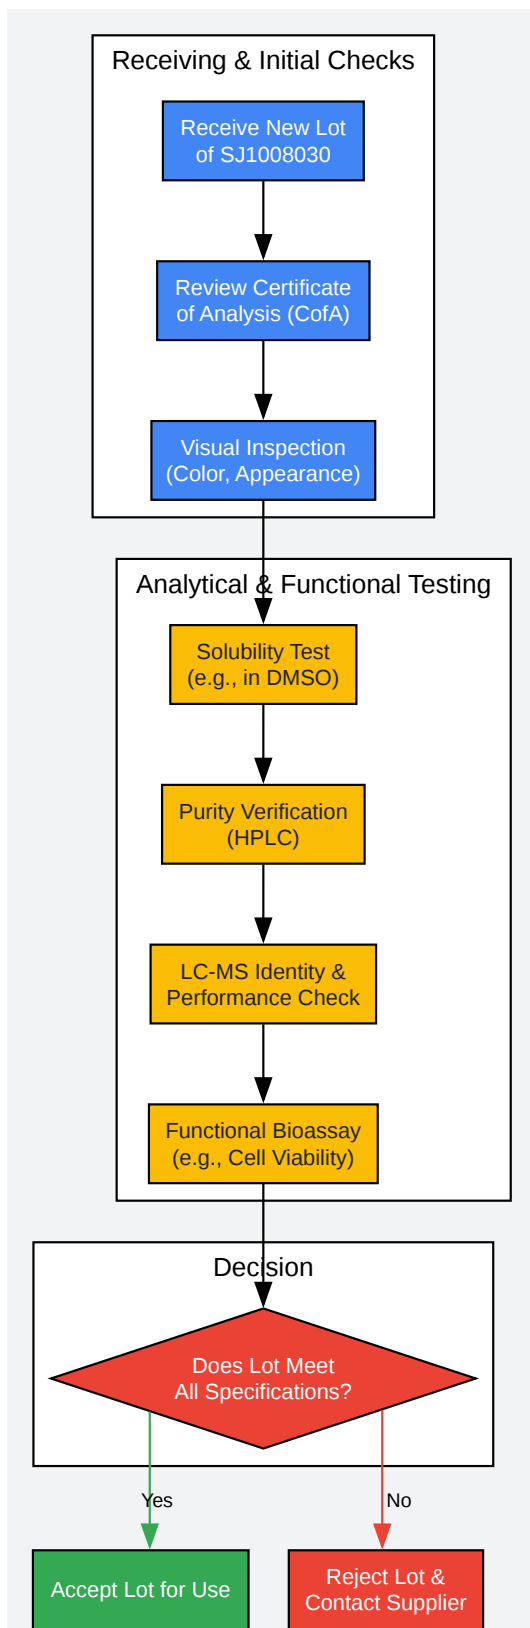 Receiving & Initial Checks
Receive New Lot
of SJ1008030
Review Certificate
of Analysis (CofA)
Visual Inspection
(Color, Appearance)
Analytical & Functional Testing
Solubility Test
(e.g., in DMSO)
Purity Verification
(HPLC)
LC-MS Identity &
Performance Check
Functional Bioassay
(e.g., Cell Viability)
Decision
Does Lot Meet
All Specifications?
Yes
No
Accept Lot for Use
Reject Lot &
Contact Supplier